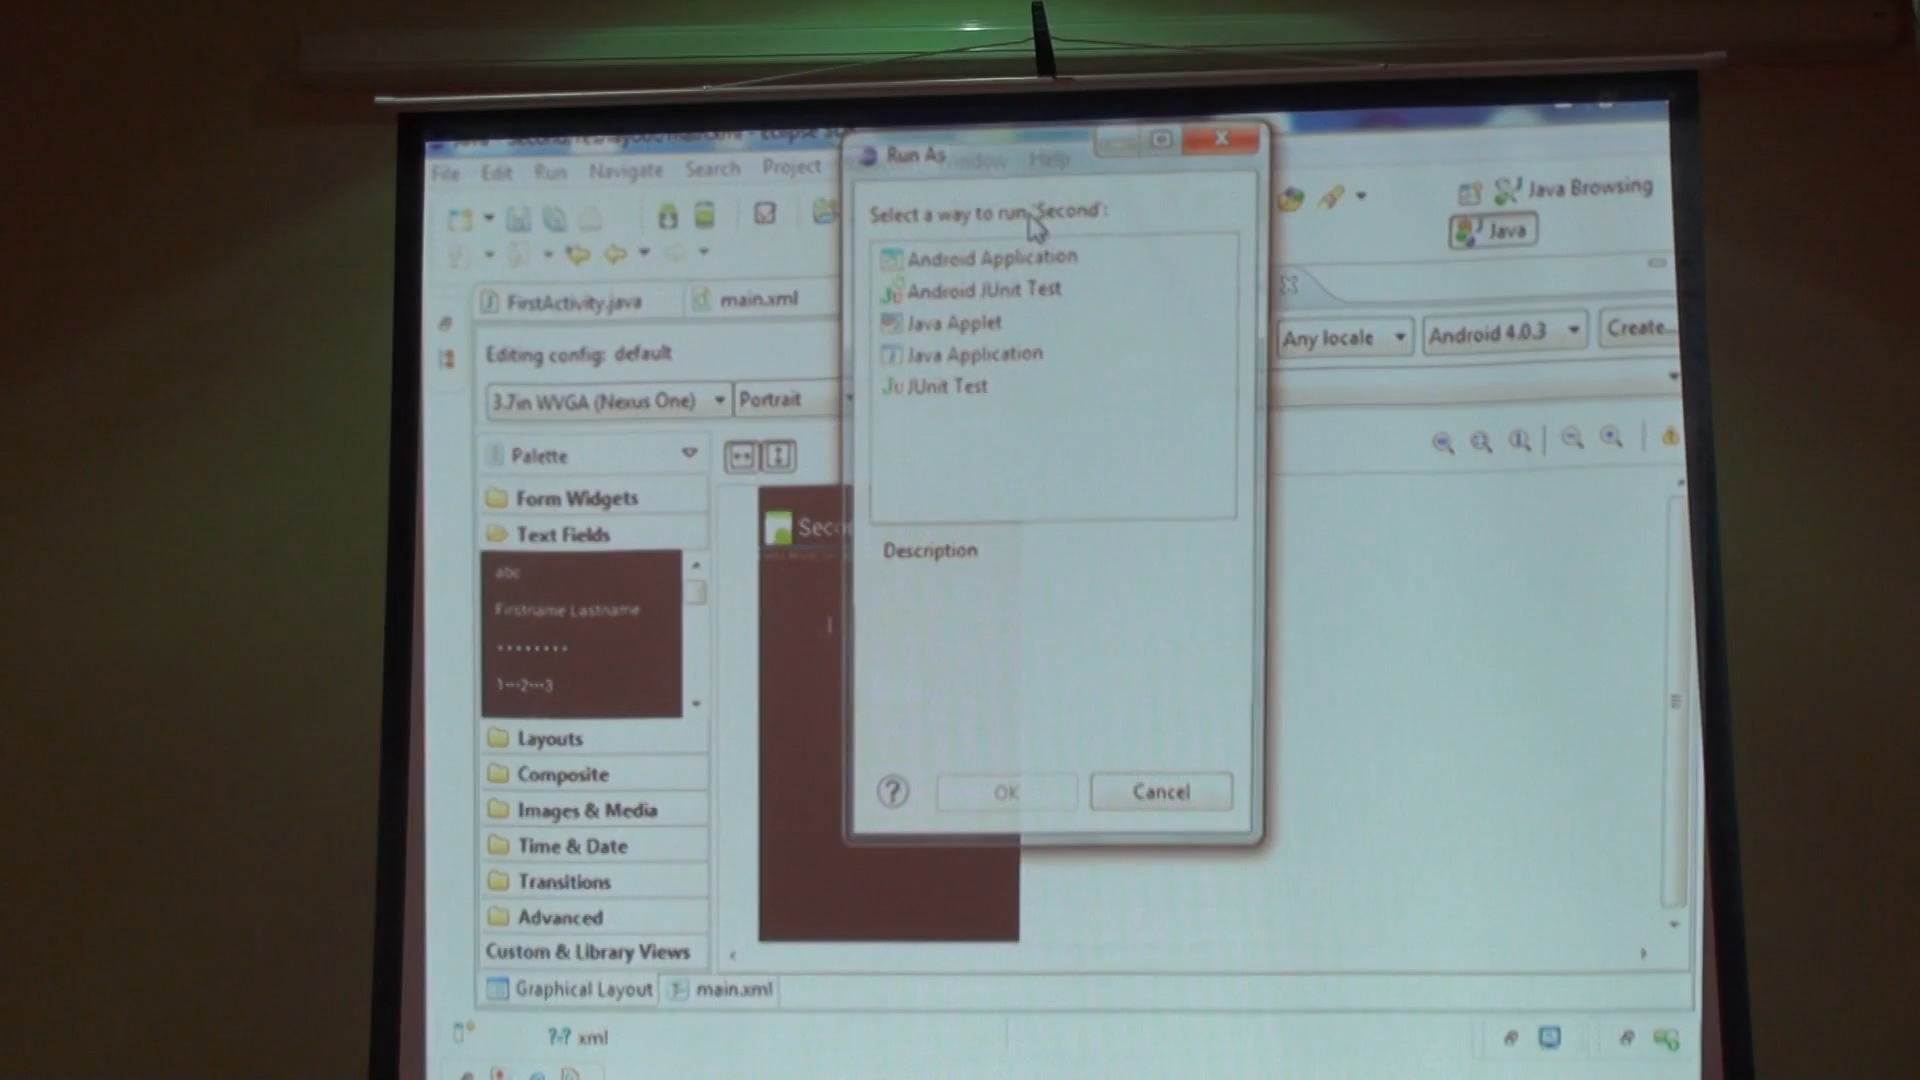 Run As
File Edit Run Navigate Search Project Window Help
Java Browsing
Java
Select a way to run 'Second':
Android Application
Android JUnit Test
Java Applet
Java Application
JUnit Test
Description
OK
Cancel
FirstActivity.java
main.xml
Editing config: default
Any locale
Android 4.0.3
Create...
3.7in WVGA (Nexus One)
Portrait
Palette
Form Widgets
Text Fields
abc
Firstname Lastname
1---2---3
Layouts
Composite
Images & Media
Time & Date
Transitions
Advanced
Custom & Library Views
Graphical Layout
main.xml
xml